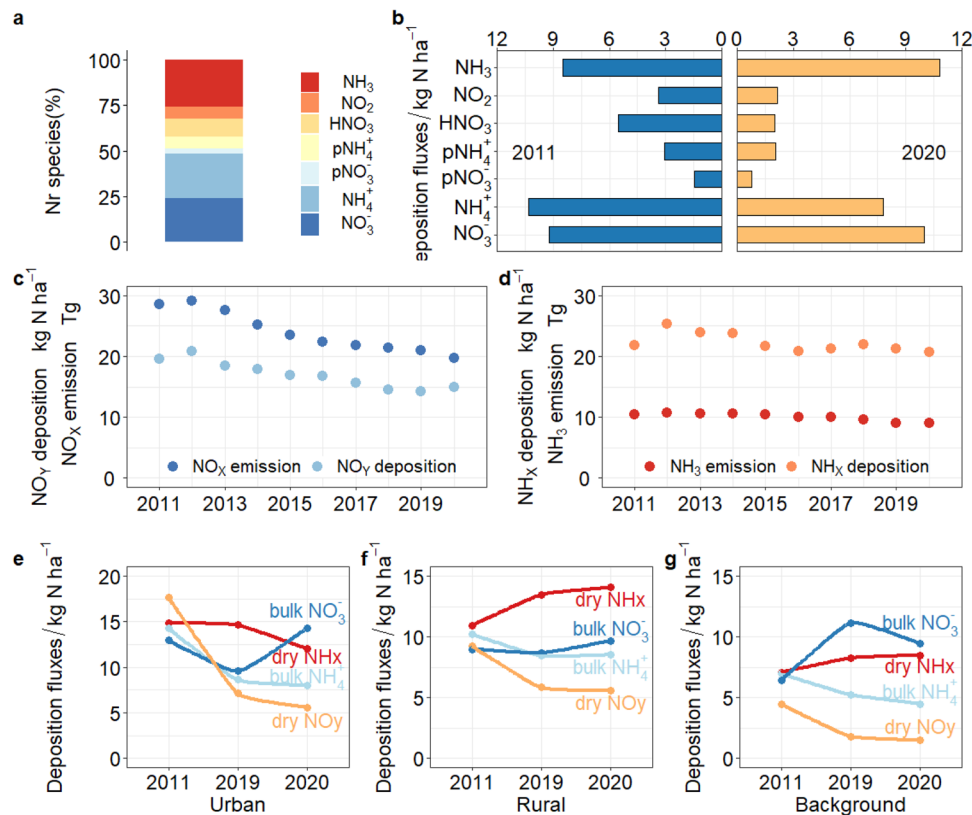 a
Nr species(%)
100
75
50
25
0
NH₃
NO₂
HNO₃
pNH₄⁺
pNO₃⁻
NH₄⁺
NO₃⁻
b
eposition fluxes/ kg N ha⁻¹
12 9 6 3 0 0 3 6 9 12
NH₃
NO₂
HNO₃
pNH₄⁺
pNO₃⁻
NH₄⁺
NO₃⁻
2011 2020
c
NOY deposition kg N ha⁻¹
NOX emission Tg
30
20
10
0
NOX emission NOY deposition
2011 2013 2015 2017 2019
d
NHX deposition kg N ha⁻¹
NH₃ emission Tg
30
20
10
0
NH₃ emission NHX deposition
2011 2013 2015 2017 2019
e
Deposition fluxes/ kg N ha⁻¹
20
15
10
5
0
bulk NO₃⁻
dry NHx
bulk NH₄⁺
dry NOy
2011 2019 2020
Urban
f
Deposition fluxes/ kg N ha⁻¹
15
10
5
0
dry NHx
bulk NO₃⁻
bulk NH₄⁺
dry NOy
2011 2019 2020
Rural
g
Deposition fluxes/ kg N ha⁻¹
15
10
5
0
bulk NO₃⁻
dry NHx
bulk NH₄⁺
dry NOy
2011 2019 2020
Background